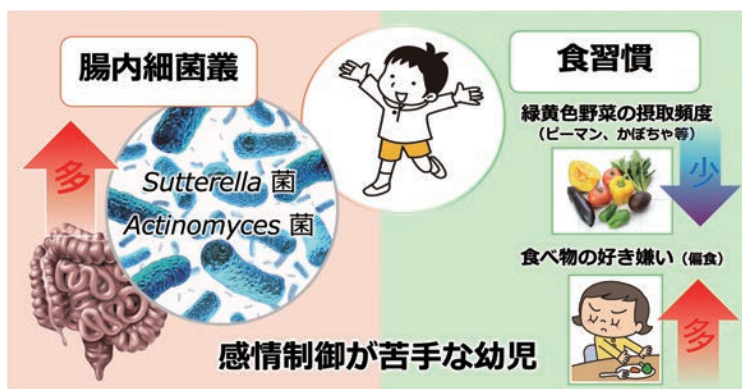 腸内細菌叢
多
Sutterella 菌
Actinomyces 菌
食習慣
緑黄色野菜の摂取頻度
(ピーマン、かぼちゃ等)
少
食べ物の好き嫌い (偏食)
多
感情制御が苦手な幼児